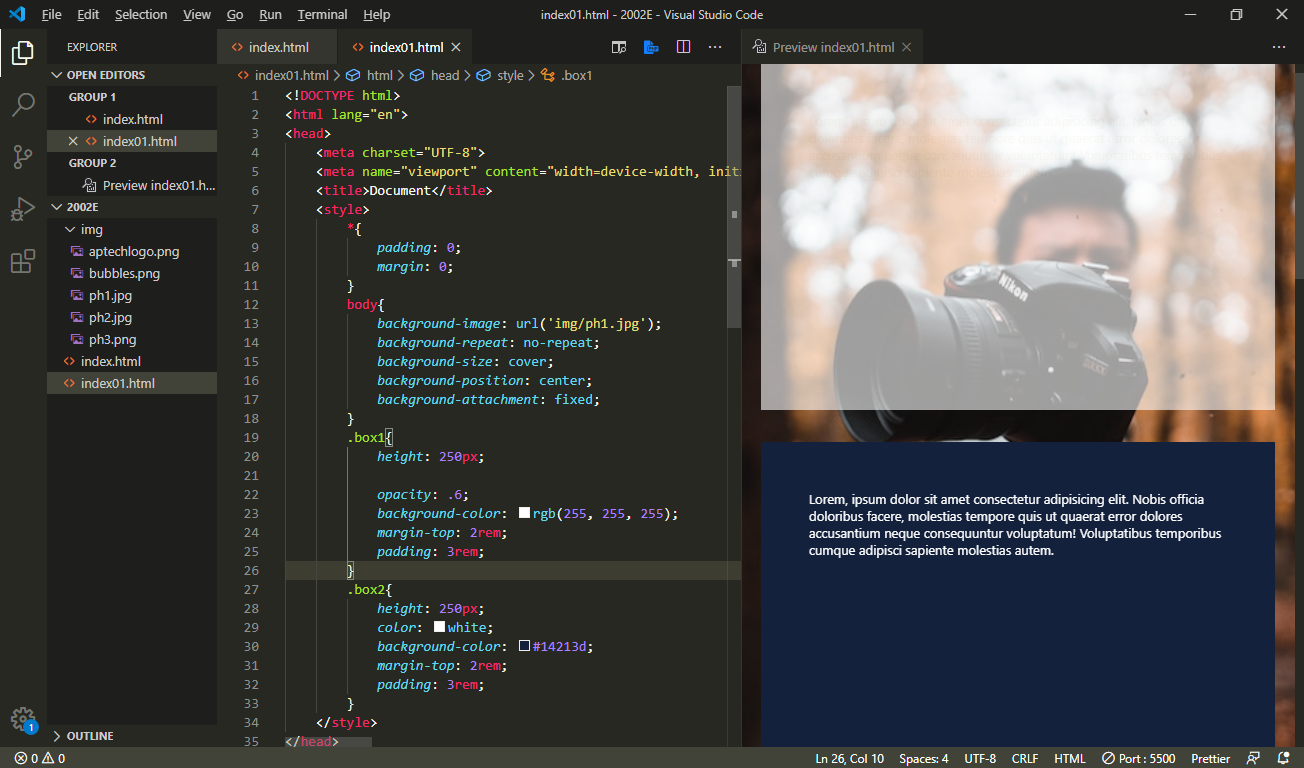 File Edit Selection View Go Run Terminal Help
index01.html - 2002E - Visual Studio Code
EXPLORER
OPEN EDITORS
GROUP 1
index.html
index01.html
GROUP 2
Preview index01.h...
2002E
img
aptechlogo.png
bubbles.png
ph1.jpg
ph2.jpg
ph3.png
index.html
index01.html
OUTLINE
1
index.html
index01.html
index01.html > html > head > style > .box1
1 <!DOCTYPE html>
2 <html lang="en">
3 <head>
4 <meta charset="UTF-8">
5 <meta name="viewport" content="width=device-width, initi
6 <title>Document</title>
7 <style>
8 *{
9 padding: 0;
10 margin: 0;
11 }
12 body{
13 background-image: url('img/ph1.jpg');
14 background-repeat: no-repeat;
15 background-size: cover;
16 background-position: center;
17 background-attachment: fixed;
18 }
19 .box1{
20 height: 250px;
21
22 opacity: .6;
23 background-color: rgb(255, 255, 255);
24 margin-top: 2rem;
25 padding: 3rem;
26 }
27 .box2{
28 height: 250px;
29 color: white;
30 background-color: #14213d;
31 margin-top: 2rem;
32 padding: 3rem;
33 }
34 </style>
35 </head>
Preview index01.html
Nikon
Lorem, ipsum dolor sit amet consectetur adipisicing elit. Nobis officia
doloribus facere, molestias tempore quis ut quaerat error dolores
accusantium neque consequuntur voluptatum! Voluptatibus temporibus
cumque adipisci sapiente molestias autem.
0 0
Ln 26, Col 10 Spaces: 4 UTF-8 CRLF HTML Port : 5500 Prettier